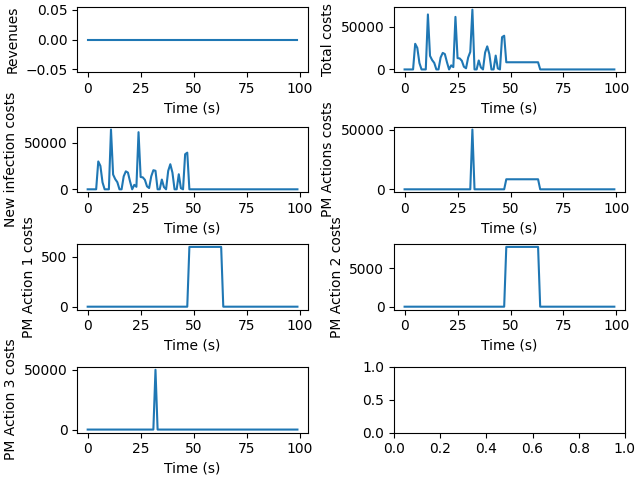 Revenues
0.05
0.00
−0.05
0 25 50 75 100
Time (s)
Total costs
50000
0
0 25 50 75 100
Time (s)
New infection costs
50000
0
0 25 50 75 100
Time (s)
PM Actions costs
50000
0
0 25 50 75 100
Time (s)
PM Action 1 costs
500
0
0 25 50 75 100
Time (s)
PM Action 2 costs
5000
0
0 25 50 75 100
Time (s)
PM Action 3 costs
50000
0
0 25 50 75 100
Time (s)
1.0
0.5
0.0
0.0 0.2 0.4 0.6 0.8 1.0